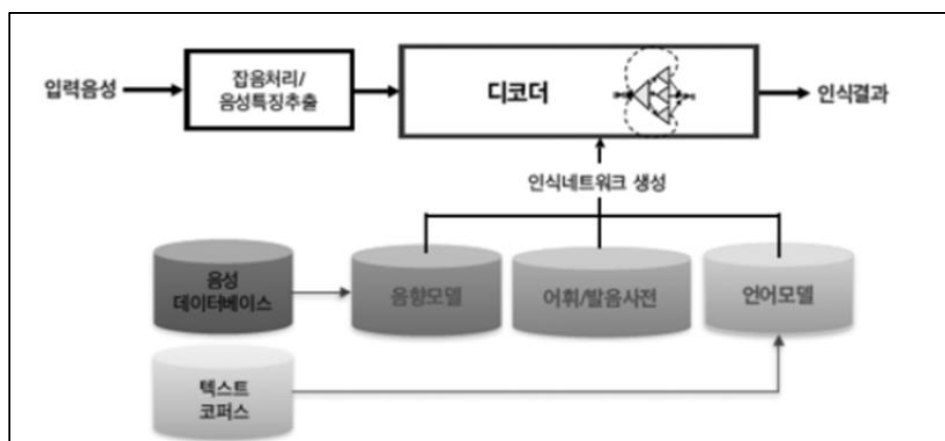 입력음성
잡음처리/
음성특징추출
디코더
인식결과
인식네트워크 생성
음성
데이터베이스
음향모델
어휘/발음사전
언어모델
텍스트
코퍼스